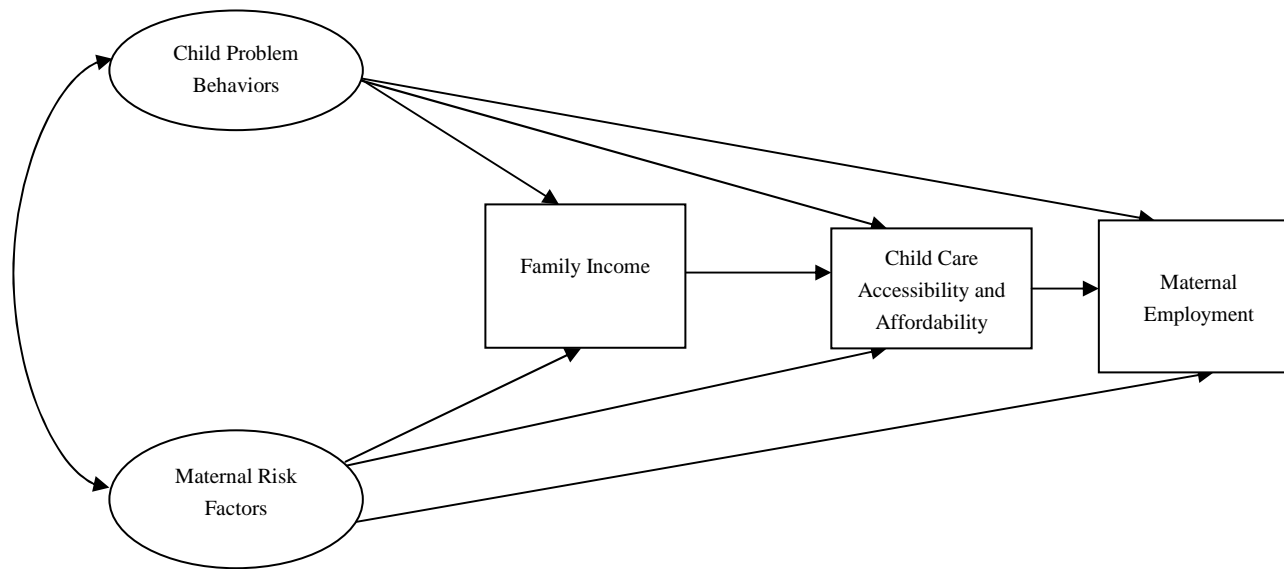 Child Problem
Behaviors
Family Income
Child Care
Accessibility and
Affordability
Maternal
Employment
Maternal Risk
Factors